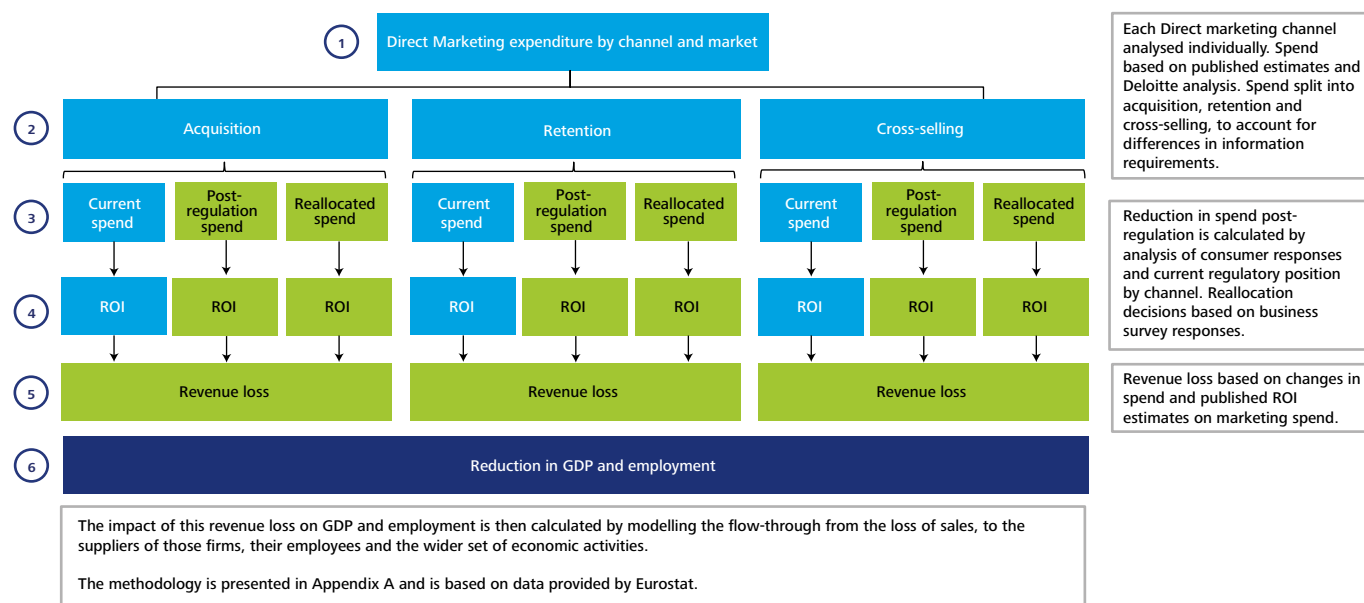 1
Direct Marketing expenditure by channel and market
Each Direct marketing channel
analysed individually. Spend
based on published estimates and
Deloitte analysis. Spend split into
acquisition, retention and
cross-selling, to account for
differences in information
requirements.
2
Acquisition
Retention
Cross-selling
3
Current
spend
Post-
regulation
spend
Reallocated
spend
Current
spend
Post-
regulation
spend
Reallocated
spend
Current
spend
Post-
regulation
spend
Reallocated
spend
Reduction in spend post-
regulation is calculated by
analysis of consumer responses
and current regulatory position
by channel. Reallocation
decisions based on business
survey responses.
4
ROI
ROI
ROI
ROI
ROI
ROI
ROI
ROI
ROI
5
Revenue loss
Revenue loss
Revenue loss
Revenue loss based on changes in
spend and published ROI
estimates on marketing spend.
6
Reduction in GDP and employment
The impact of this revenue loss on GDP and employment is then calculated by modelling the flow-through from the loss of sales, to the
suppliers of those firms, their employees and the wider set of economic activities.
The methodology is presented in Appendix A and is based on data provided by Eurostat.